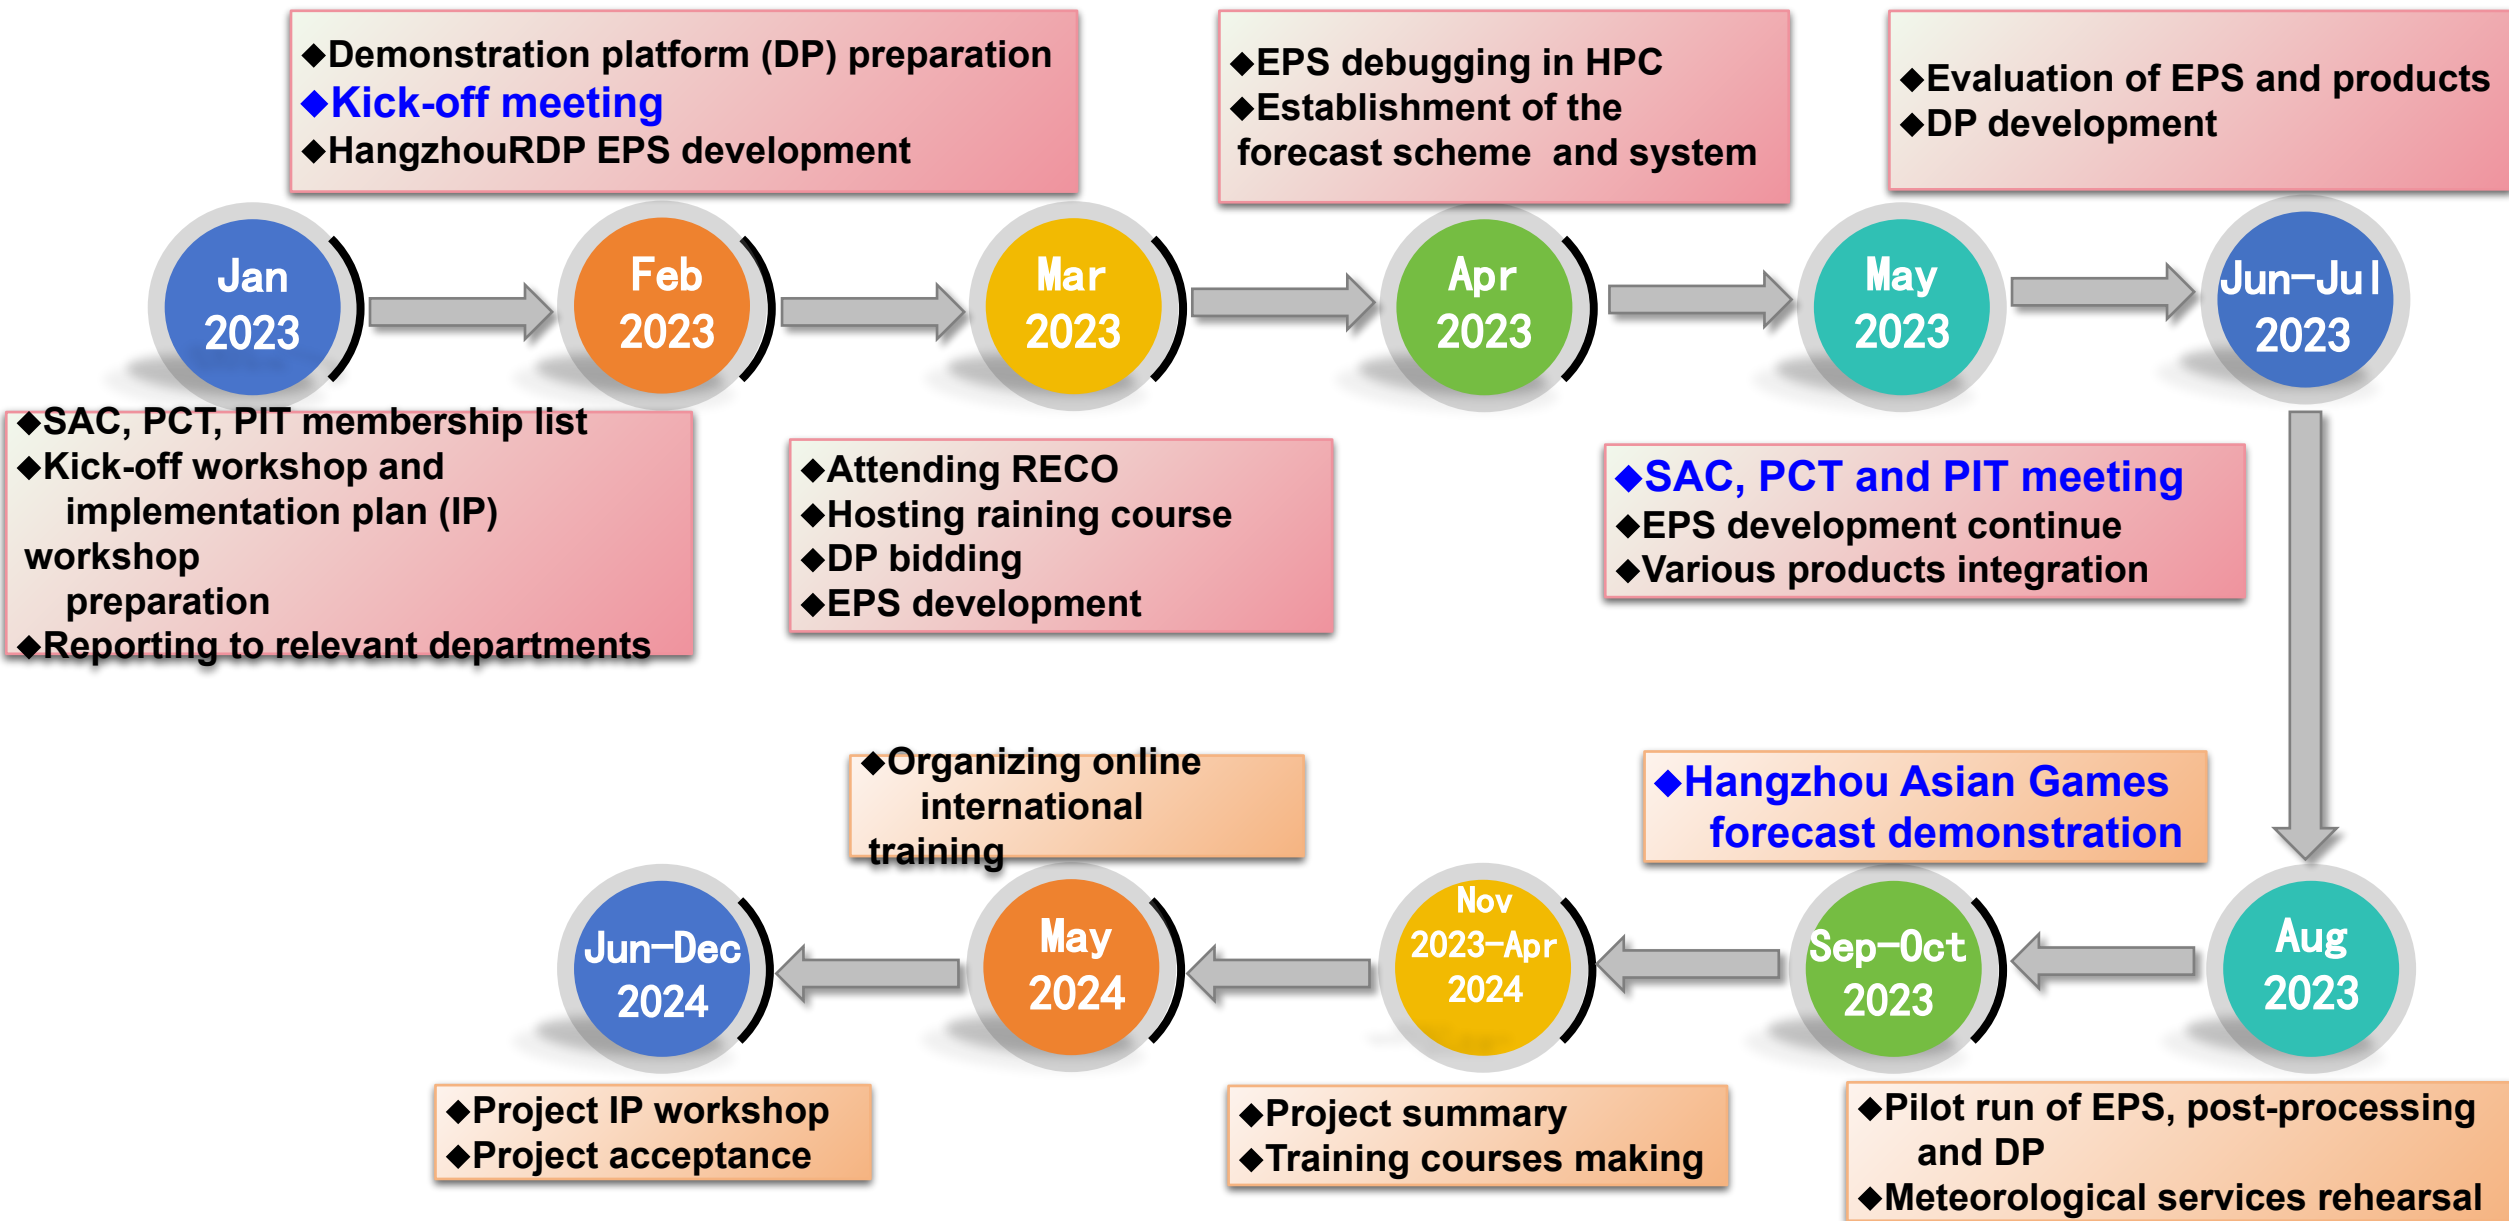 ◆Demonstration platform (DP) preparation
◆Kick-off meeting
◆HangzhouRDP EPS development
◆EPS debugging in HPC
◆Establishment of the
forecast scheme and system
◆Evaluation of EPS and products
◆DP development
Jan
2023
Feb
2023
Mar
2023
Apr
2023
May
2023
Jun-Jul
2023
◆SAC, PCT, PIT membership list
◆Kick-off workshop and
implementation plan (IP)
workshop
preparation
◆Reporting to relevant departments
◆Attending RECO
◆Hosting raining course
◆DP bidding
◆EPS development
◆SAC, PCT and PIT meeting
◆EPS development continue
◆Various products integration
◆Organizing online
international
training
◆Hangzhou Asian Games
forecast demonstration
Jun-Dec
2024
May
2024
Nov
2023-Apr
2024
Sep-Oct
2023
Aug
2023
◆Project IP workshop
◆Project acceptance
◆Project summary
◆Training courses making
◆Pilot run of EPS, post-processing
and DP
◆Meteorological services rehearsal